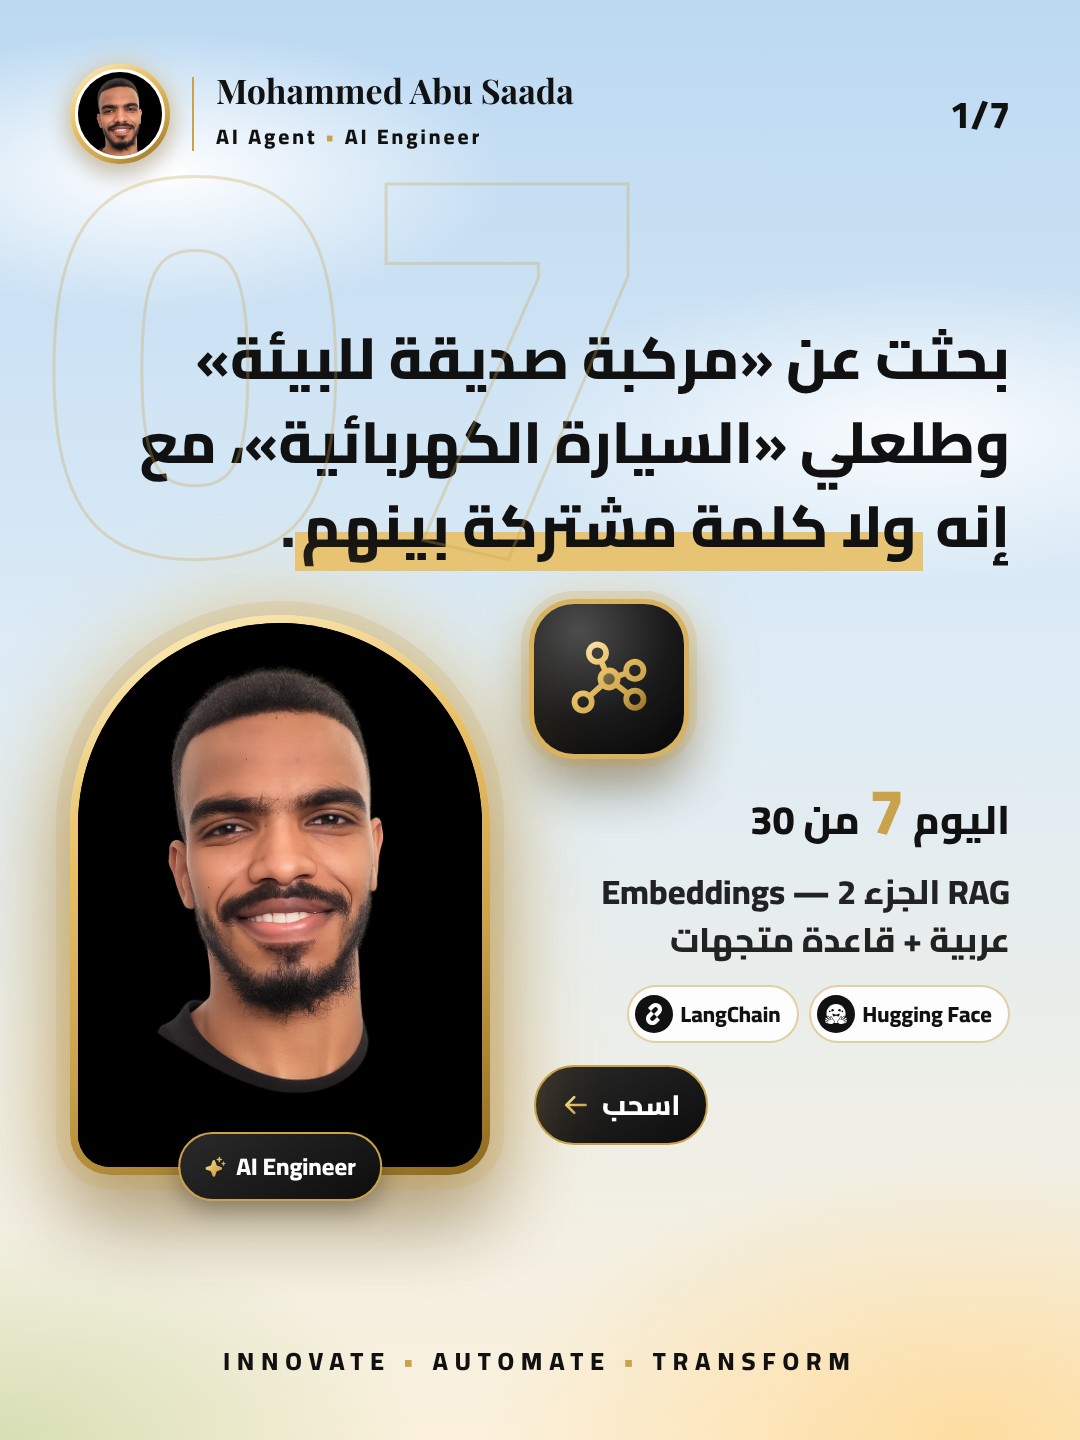 Mohammed Abu Saada
AI Agent ▪ AI Engineer
1/7
07
بحثت عن «مركبة صديقة للبيئة»
وطلعلي «السيارة الكهربائية»، مع
إنه ولا كلمة مشتركة بينهم.
اليوم 7 من 30
RAG الجزء 2 — Embeddings
عربية + قاعدة متجهات
Hugging Face
LangChain
اسحب ←
AI Engineer
INNOVATE ▪ AUTOMATE ▪ TRANSFORM